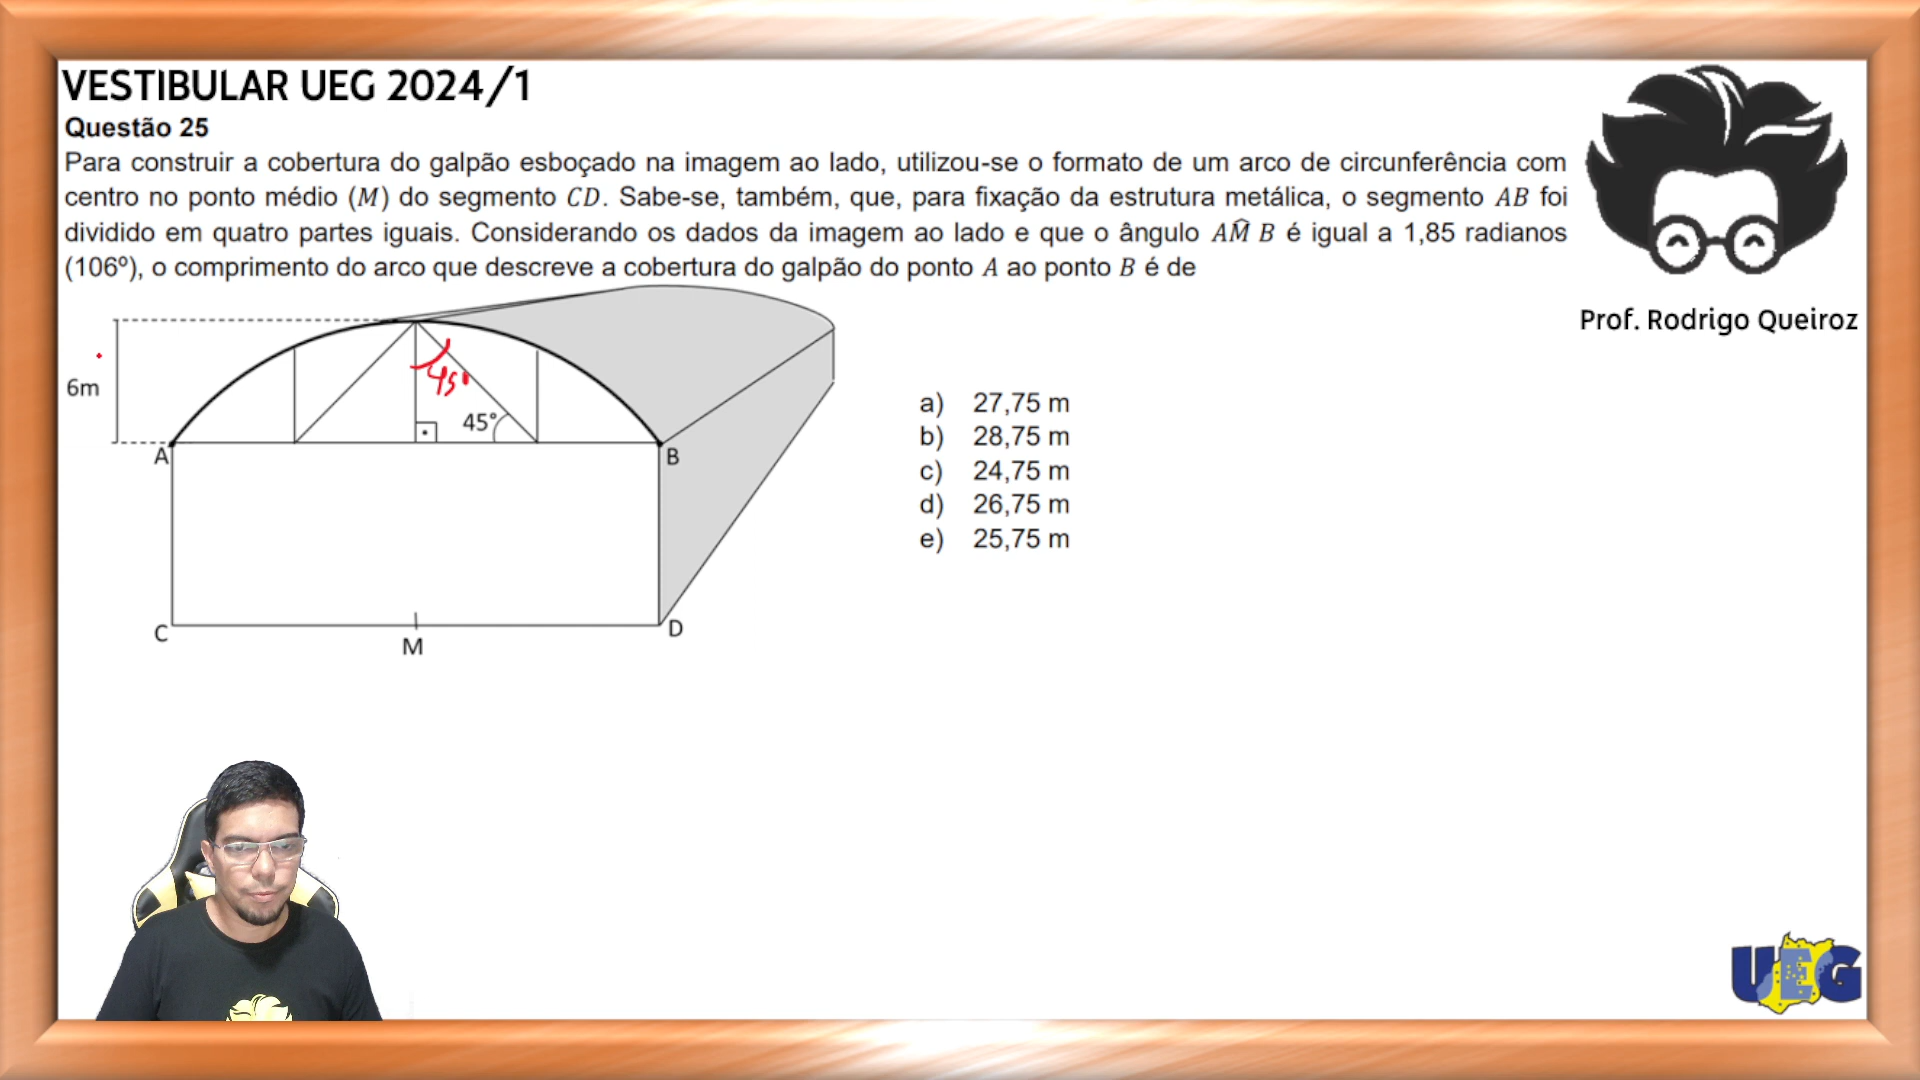 VESTIBULAR UEG 2024/1
Questão 25
Para construir a cobertura do galpão esboçado na imagem ao lado, utilizou-se o formato de um arco de circunferência com
centro no ponto médio (M) do segmento CD. Sabe-se, também, que, para fixação da estrutura metálica, o segmento AB foi
dividido em quatro partes iguais. Considerando os dados da imagem ao lado e que o ângulo AM̂ B é igual a 1,85 radianos
(106º), o comprimento do arco que descreve a cobertura do galpão do ponto A ao ponto B é de
Prof. Rodrigo Queiroz
6m
45°
45°
A
B
C
M
D
a) 27,75 m
b) 28,75 m
c) 24,75 m
d) 26,75 m
e) 25,75 m
UEG